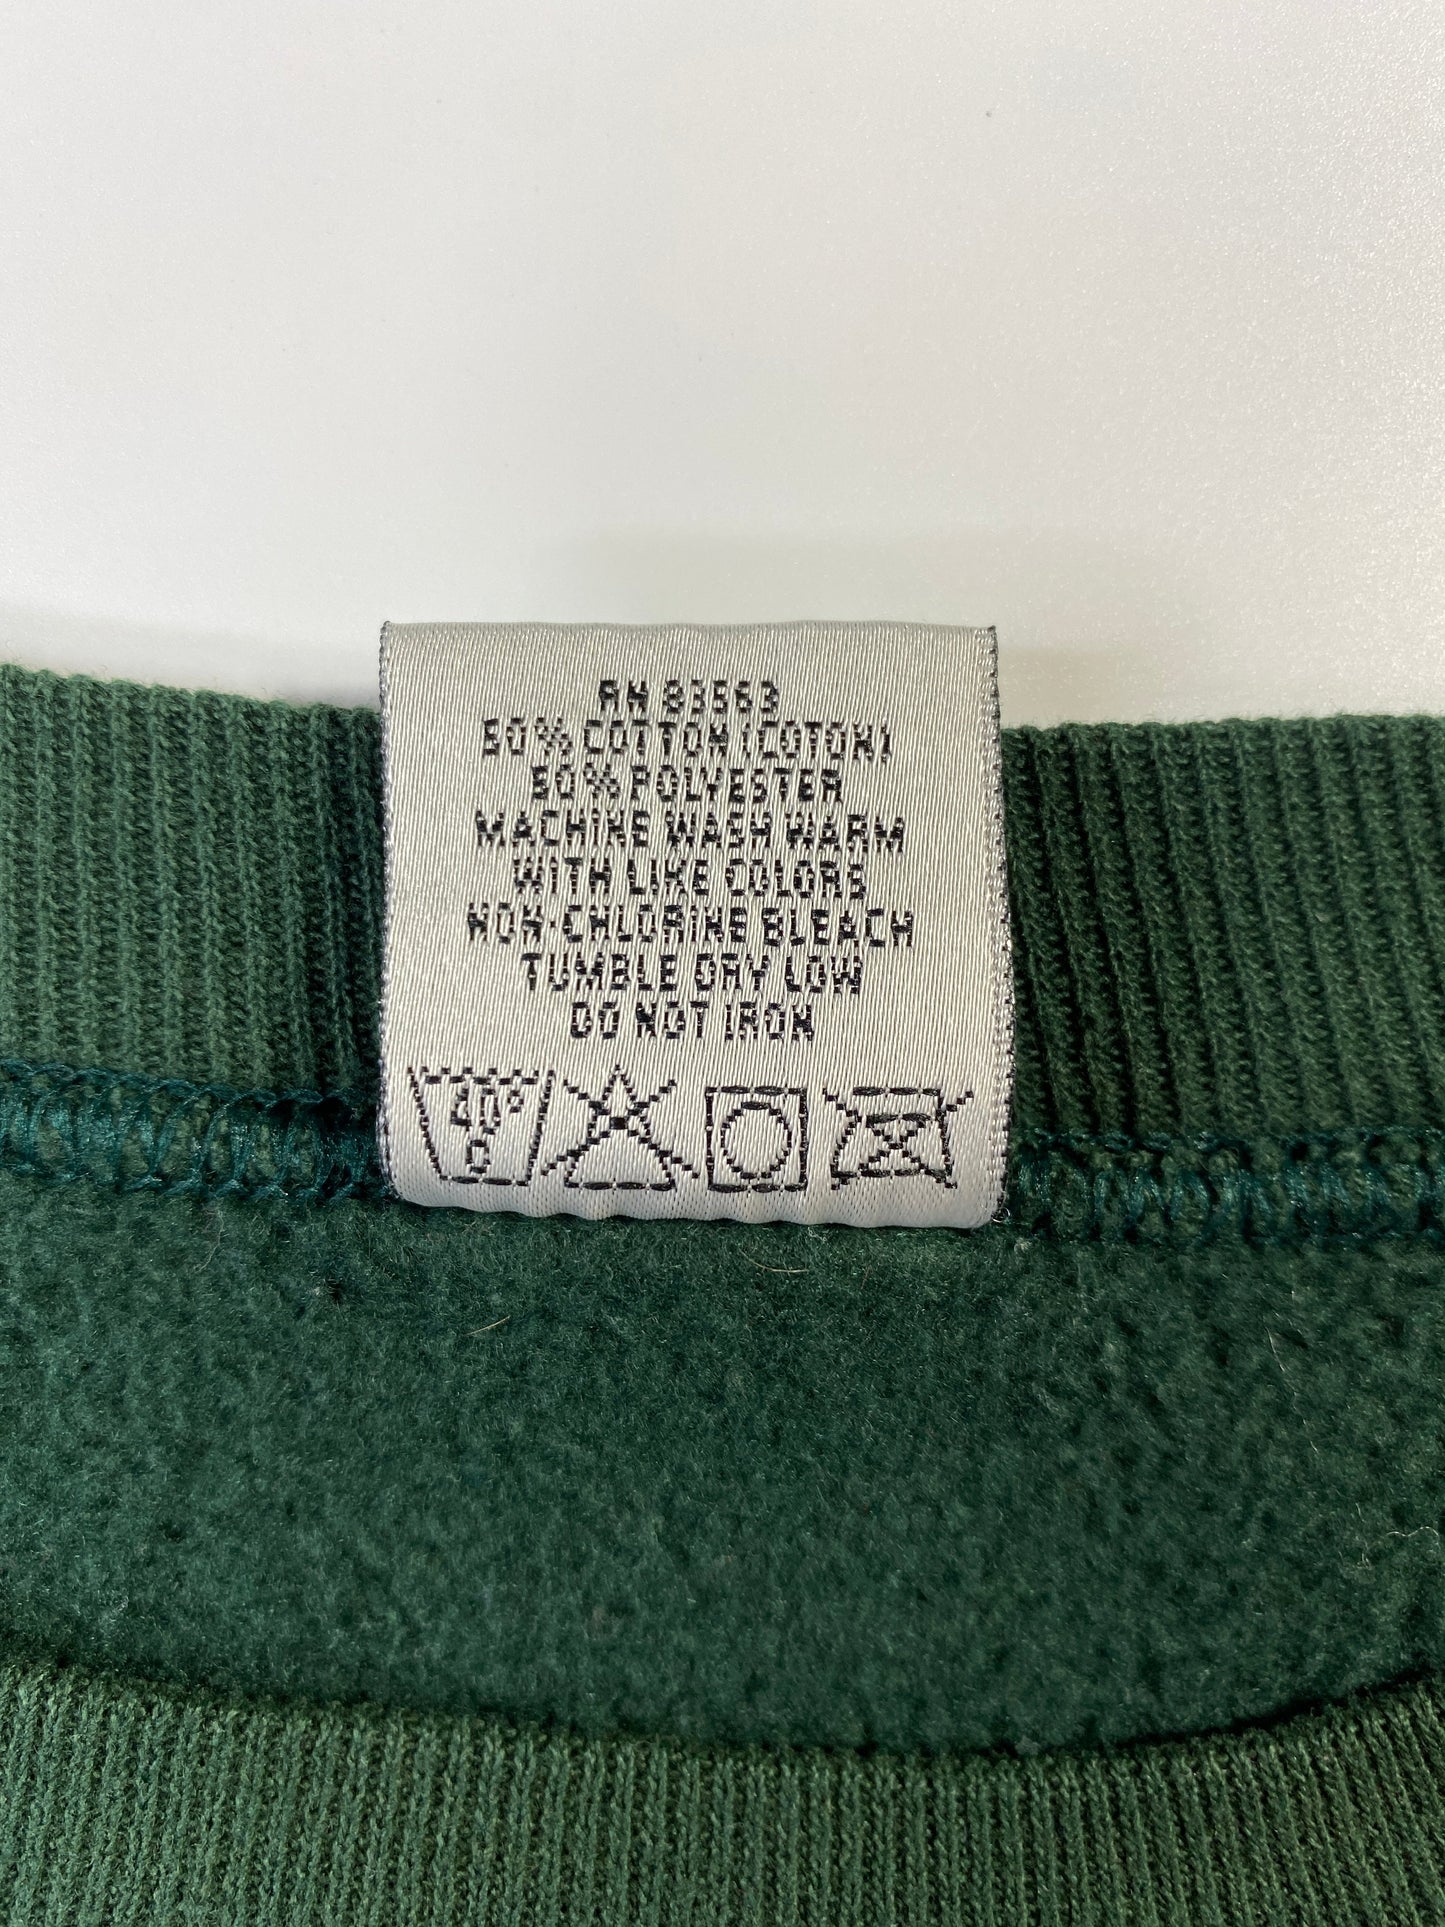 RN 83563
50% COTTON (COTON)
50% POLYESTER
MACHINE WASH WARM
WITH LIKE COLORS
NON-CHLORINE BLEACH
TUMBLE DRY LOW
DO NOT IRON
40°